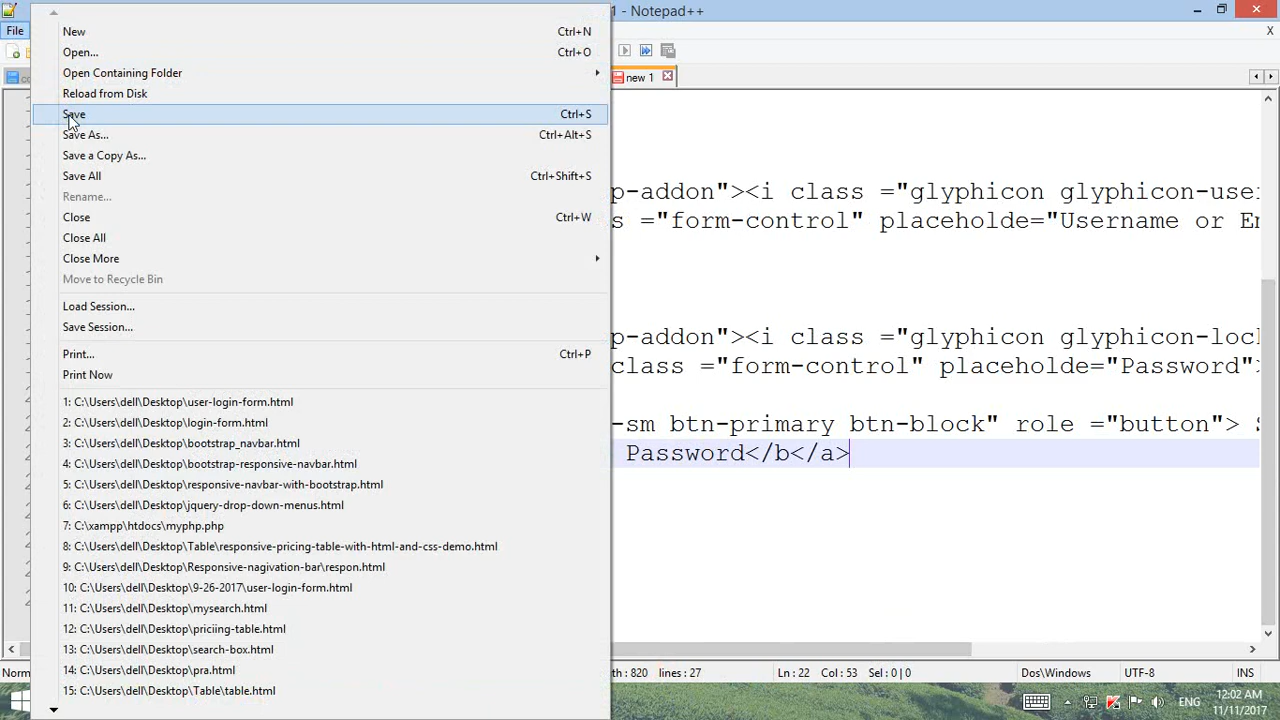 1 - Notepad++
File
X
New Ctrl+N
Open... Ctrl+O
Open Containing Folder
Reload from Disk
Save Ctrl+S
Save As... Ctrl+Alt+S
Save a Copy As...
Save All Ctrl+Shift+S
Rename...
Close Ctrl+W
Close All
Close More
Move to Recycle Bin
Load Session...
Save Session...
Print... Ctrl+P
Print Now
1: C:\Users\dell\Desktop\user-login-form.html
2: C:\Users\dell\Desktop\login-form.html
3: C:\Users\dell\Desktop\bootstrap_navbar.html
4: C:\Users\dell\Desktop\bootstrap-responsive-navbar.html
5: C:\Users\dell\Desktop\responsive-navbar-with-bootstrap.html
6: C:\Users\dell\Desktop\jquery-drop-down-menus.html
7: C:\xampp\htdocs\myphp.php
8: C:\Users\dell\Desktop\Table\responsive-pricing-table-with-html-and-css-demo.html
9: C:\Users\dell\Desktop\Responsive-nagivation-bar\respon.html
10: C:\Users\dell\Desktop\9-26-2017\user-login-form.html
11: C:\Users\dell\Desktop\mysearch.html
12: C:\Users\dell\Desktop\priciing-table.html
13: C:\Users\dell\Desktop\search-box.html
14: C:\Users\dell\Desktop\pra.html
15: C:\Users\dell\Desktop\Table\table.html
new 1
p-addon"><i class ="glyphicon glyphicon-use
s ="form-control" placeholde="Username or E
p-addon"><i class ="glyphicon glyphicon-loc
class ="form-control" placeholde="Password">
-sm btn-primary btn-block" role ="button"> S
Password</b</a>
Norm
th : 820 lines : 27 Ln : 22 Col : 53 Sel : 0 | 0 Dos\Windows UTF-8 INS
ENG
12:02 AM
11/11/2017